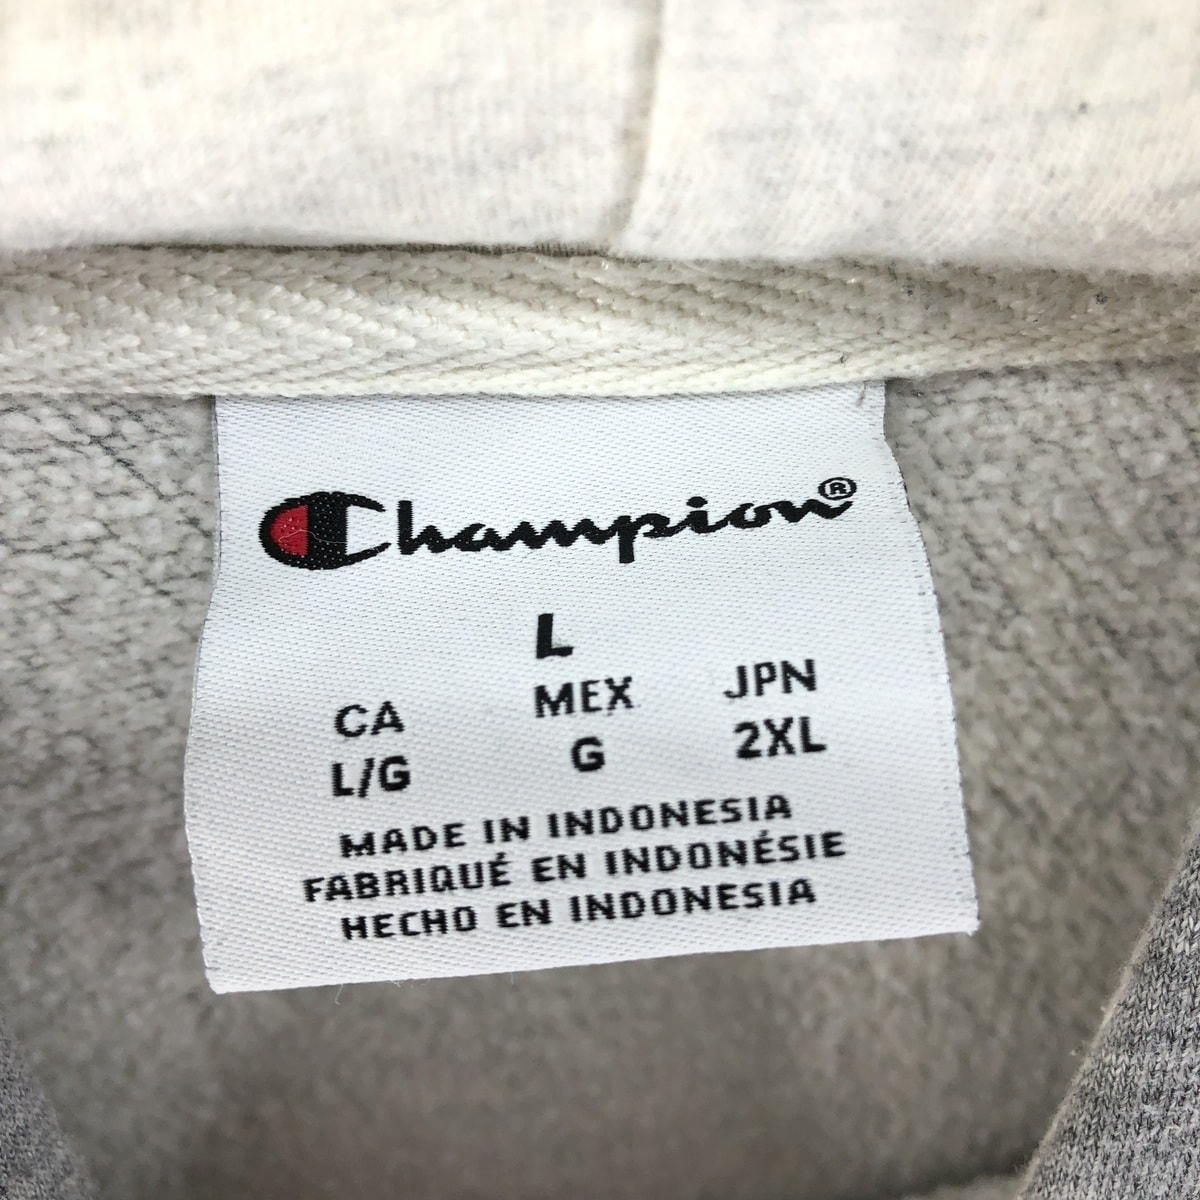 Champion®
L
CA MEX JPN
L/G G 2XL
MADE IN INDONESIA
FABRIQUÉ EN INDONÉSIE
HECHO EN INDONESIA